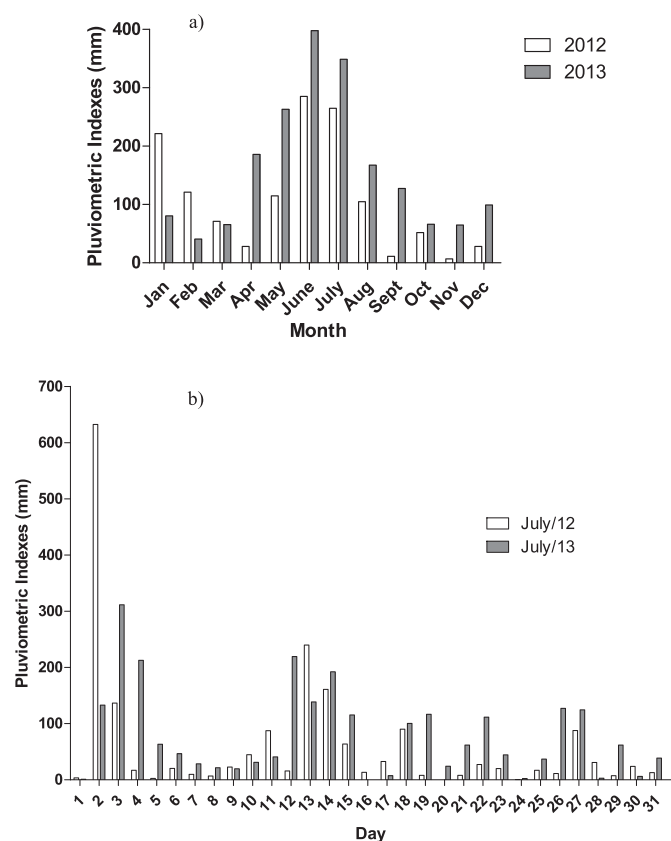 a)
400
300
200
100
0
Pluviometric Indexes (mm)
2012
2013
Jan Feb Mar Apr May June July Aug Sept Oct Nov Dec
Month
b)
700
600
500
400
300
200
100
0
Pluviometric Indexes (mm)
July/12
July/13
1 2 3 4 5 6 7 8 9 10 11 12 13 14 15 16 17 18 19 20 21 22 23 24 25 26 27 28 29 30 31
Day